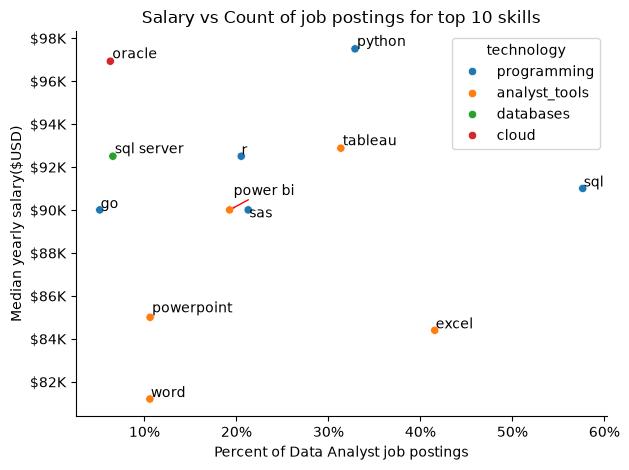 Salary vs Count of job postings for top 10 skills
$98K
$96K
$94K
$92K
$90K
$88K
$86K
$84K
$82K
Median yearly salary($USD)
technology
programming
analyst_tools
databases
cloud
python
oracle
tableau
sql server
r
sql
power bi
go
sas
powerpoint
excel
word
10%
20%
30%
40%
50%
60%
Percent of Data Analyst job postings